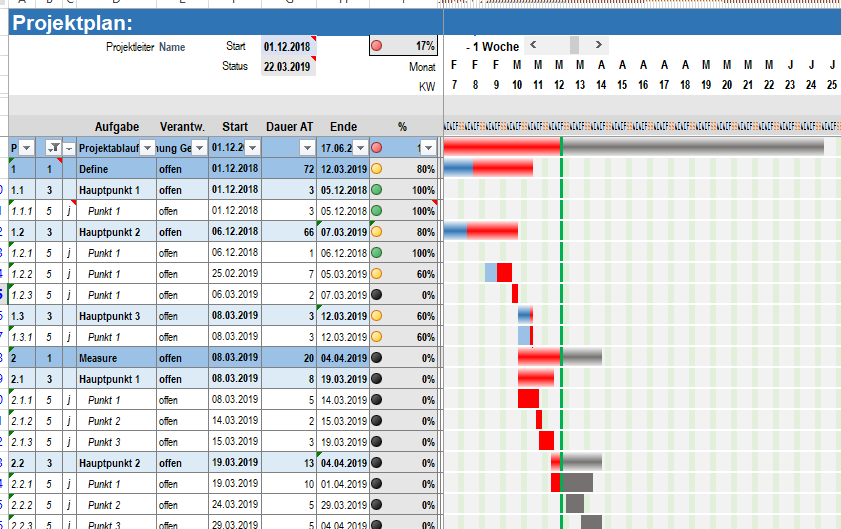 Projektplan:
Projektleiter Name Start 01.12.2018 17% - 1 Woche < >
Status 22.03.2019 Monat F F F M M M M A A A A M M M M J J J J
KW 7 8 9 10 11 12 13 14 15 16 17 18 19 20 21 22 23 24 25
Aufgabe Verantw. Start Dauer AT Ende %
P Projektablauf nung Ge 01.12.2 17.06.2 1
1 1 Define offen 01.12.2018 72 12.03.2019 80%
1.1 3 Hauptpunkt 1 offen 01.12.2018 3 05.12.2018 100%
1.1.1 5 j Punkt 1 offen 01.12.2018 3 05.12.2018 100%
1.2 3 Hauptpunkt 2 offen 06.12.2018 66 07.03.2019 80%
1.2.1 5 j Punkt 1 offen 06.12.2018 1 06.12.2018 100%
1.2.2 5 j Punkt 1 offen 25.02.2019 7 05.03.2019 60%
1.2.3 5 j Punkt 1 offen 06.03.2019 2 07.03.2019 0%
1.3 3 Hauptpunkt 3 offen 08.03.2019 3 12.03.2019 60%
1.3.1 5 j Punkt 1 offen 08.03.2019 3 12.03.2019 60%
2 1 Measure offen 08.03.2019 20 04.04.2019 0%
2.1 3 Hauptpunkt 1 offen 08.03.2019 8 19.03.2019 0%
2.1.1 5 j Punkt 1 offen 08.03.2019 5 14.03.2019 0%
2.1.2 5 j Punkt 2 offen 14.03.2019 2 15.03.2019 0%
2.1.3 5 j Punkt 3 offen 15.03.2019 3 19.03.2019 0%
2.2 3 Hauptpunkt 2 offen 19.03.2019 13 04.04.2019 0%
2.2.1 5 j Punkt 1 offen 19.03.2019 10 01.04.2019 0%
2.2.2 5 j Punkt 2 offen 24.03.2019 5 29.03.2019 0%
2.2.3 5 j Punkt 3 offen 29.03.2019 5 04.04.2019 0%